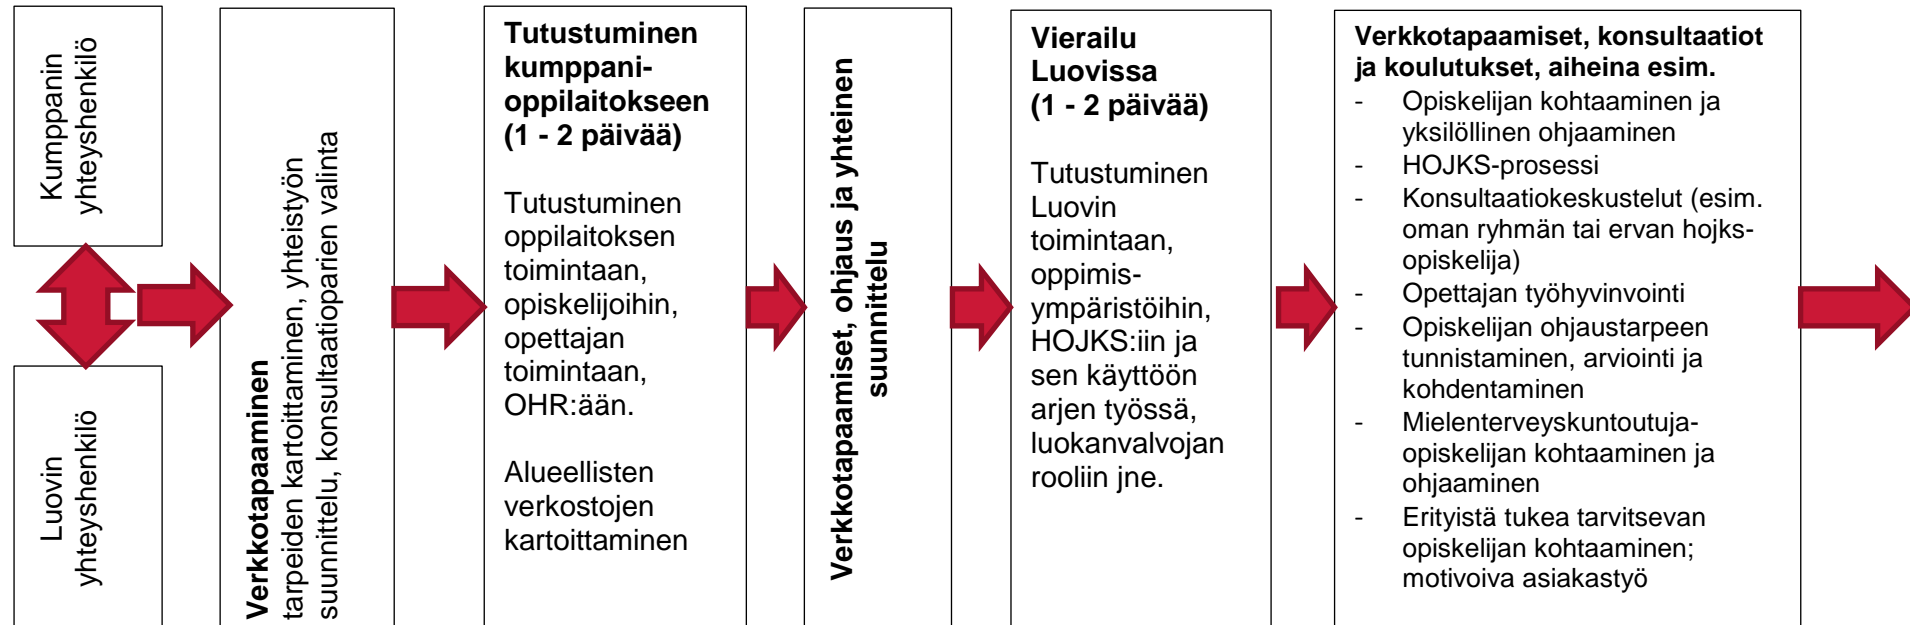 Kumppanin
yhteyshenkilö
Luovin
yhteyshenkilö
Verkotapaaminen
tarpeiden kartoittaminen, yhteistyön
suunnittelu, konsultaatioparien valinta
Tutustuminen
kumppani-
oppilaitokseen
(1 - 2 päivää)
Tutustuminen
oppilaitoksen
toimintaan,
opiskelijoihin,
opettajan
toimintaan,
OHR:ään.
Alueellisten
verkostojen
kartoittaminen
Verkkotapaamiset, ohjaus ja yhteinen
suunnittelu
Vierailu
Luovissa
(1 - 2 päivää)
Tutustuminen
Luovin
toimintaan,
oppimis-
ympäristöihin,
HOJKS:iin ja
sen käyttöön
arjen työssä,
luokanvalvojan
rooliin jne.
Verkkotapaamiset, konsultaatiot
ja koulutukset, aiheina esim.
- Opiskelijan kohtaaminen ja
yksilöllinen ohjaaminen
- HOJKS-prosessi
- Konsultaatiokeskustelut (esim.
oman ryhmän tai ervan hojks-
opiskelija)
- Opettajan työhyvinvointi
- Opiskelijan ohjaustarpeen
tunnistaminen, arviointi ja
kohdentaminen
- Mielenterveyskuntoutuja-
opiskelijan kohtaaminen ja
ohjaaminen
- Erityistä tukea tarvitsevan
opiskelijan kohtaaminen;
motivoiva asiakastyö